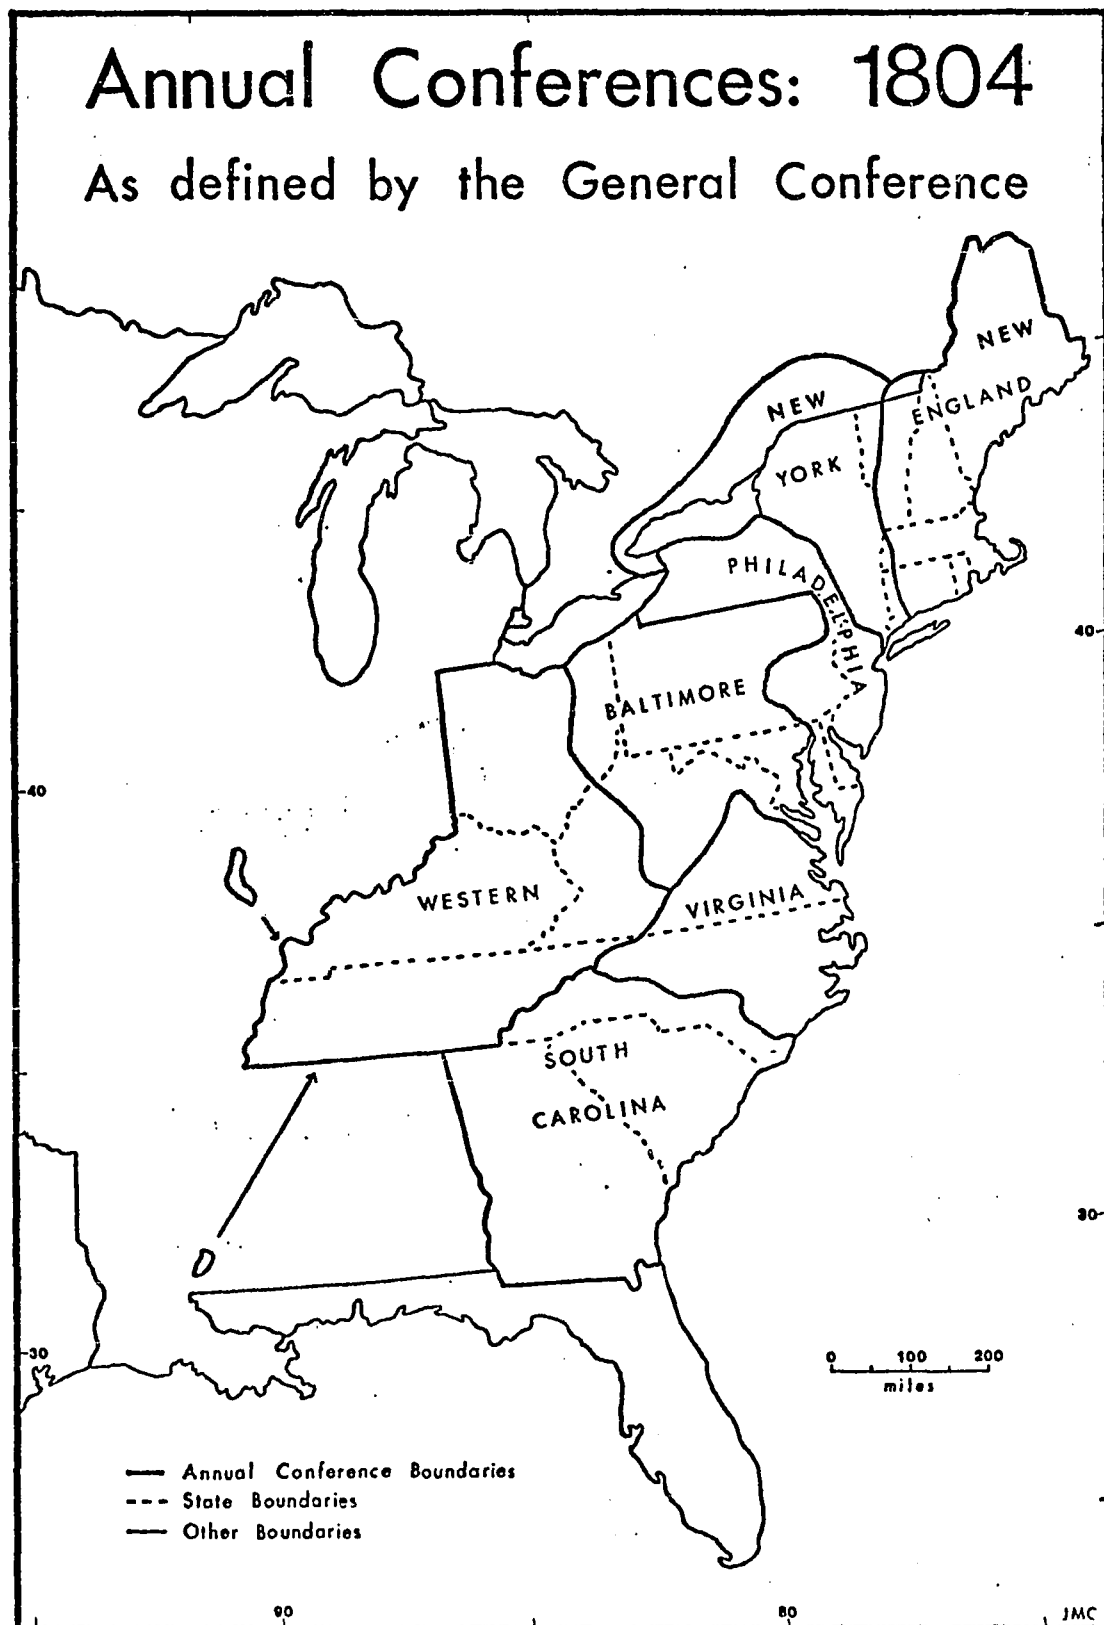 Annual Conferences: 1804
As defined by the General Conference
NEW
ENGLAND
NEW
YORK
PHILADELPHIA
40
BALTIMORE
40
WESTERN
VIRGINIA
SOUTH
CAROLINA
30
30
0 100 200
miles
Annual Conference Boundaries
State Boundaries
Other Boundaries
90 80 JMC